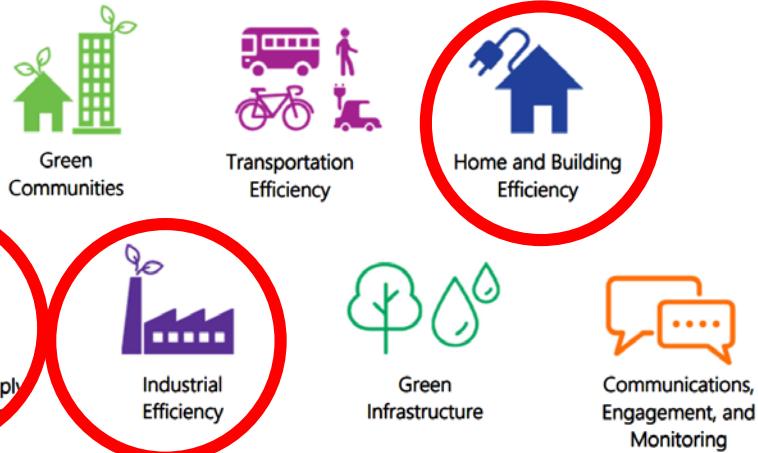 Green
Communities
Transportation
Efficiency
Home and Building
Efficiency
Industrial
Efficiency
Green
Infrastructure
Communications,
Engagement, and
Monitoring